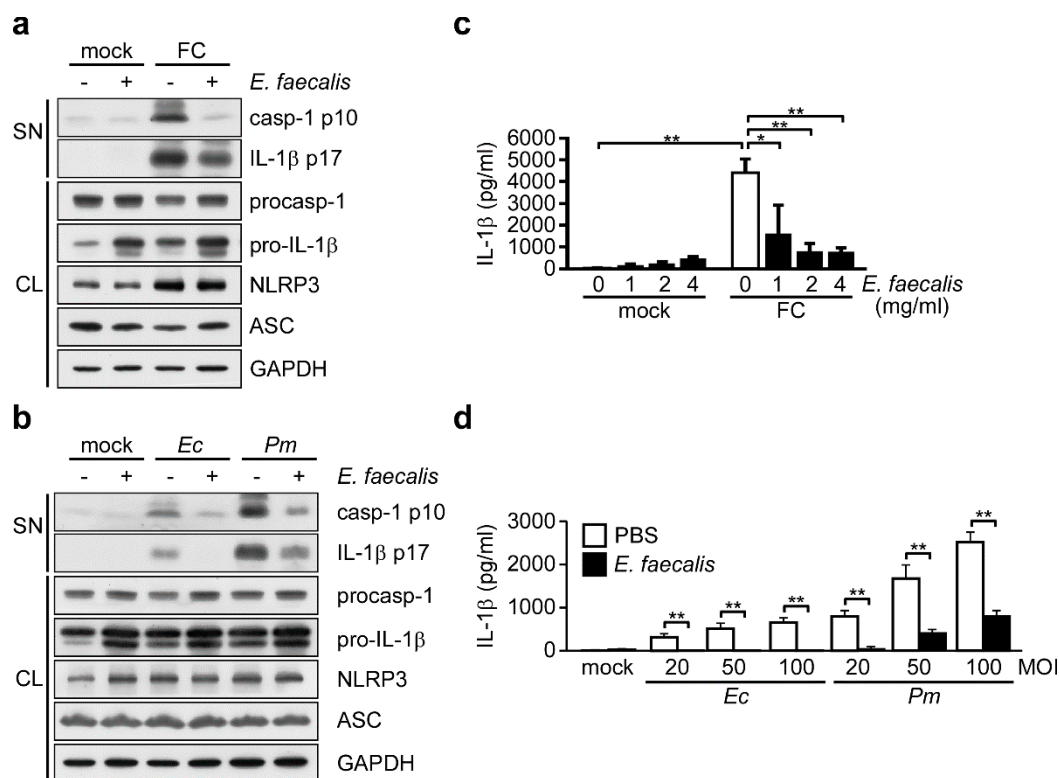 a
mock FC
- + - + E. faecalis
SN
casp-1 p10
IL-1β p17
CL
procasp-1
pro-IL-1β
NLRP3
ASC
GAPDH
b
mock Ec Pm
- + - + - + E. faecalis
SN
casp-1 p10
IL-1β p17
CL
procasp-1
pro-IL-1β
NLRP3
ASC
GAPDH
c
**
**
** *
IL-1β (pg/ml)
6000
5000
4000
3000
2000
1000
0
0 1 2 4 0 1 2 4 E. faecalis
mock FC (mg/ml)
d
IL-1β (pg/ml)
3000
2000
1000
0
PBS
E. faecalis
** ** ** ** ** **
mock 20 50 100 20 50 100 MOI
Ec Pm